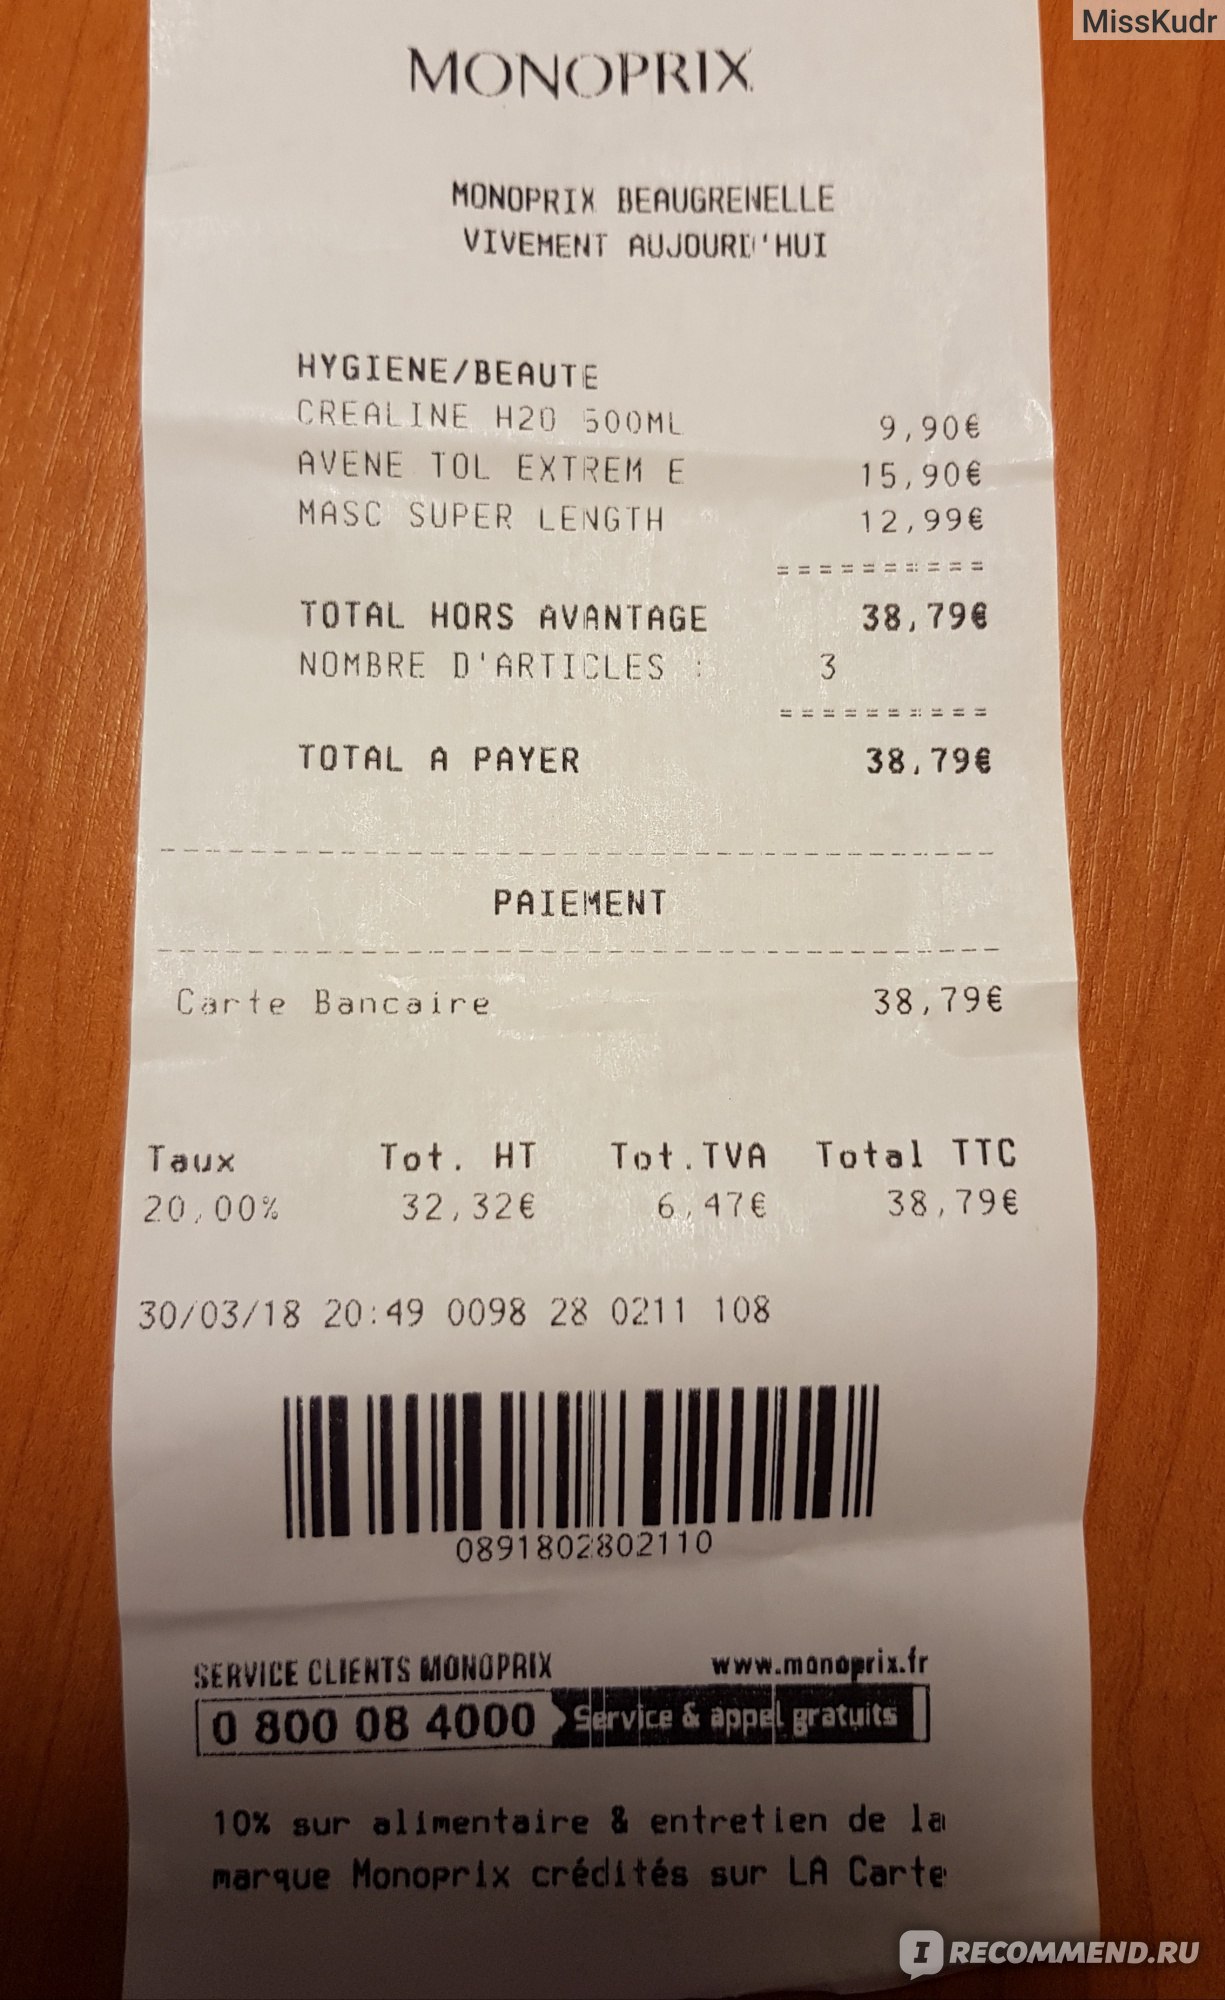 MissKudr
MONOPRIX
MONOPRIX BEAUGRENELLE
VIVEMENT AUJOURD'HUI
HYGIENE/BEAUTE
CREALINE H20 500ML 9,90€
AVENE TOL EXTREM E 15,90€
MASC SUPER LENGTH 12,99€
==========
TOTAL HORS AVANTAGE 38,79€
NOMBRE D'ARTICLES : 3
==========
TOTAL A PAYER 38,79€
PAIEMENT
Carte Bancaire 38,79€
Taux Tot. HT Tot.TVA Total TTC
20,00% 32,32€ 6,47€ 38,79€
30/03/18 20:49 0098 28 0211 108
0891802802110
SERVICE CLIENTS MONOPRIX www.monoprix.fr
0 800 08 4000 Service & appel gratuits
10% sur alimentaire & entretien de la
marque Monoprix crédités sur LA Carte
IRECOMMEND.RU